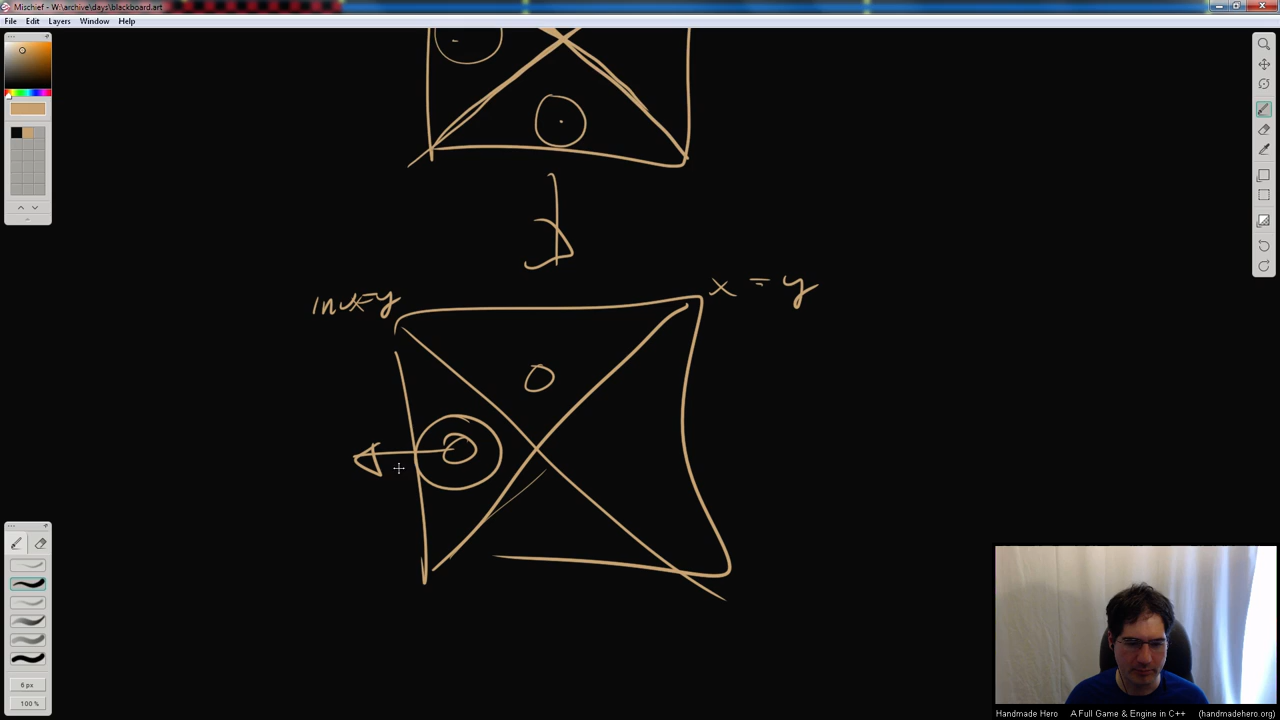 Mischief - W:\archive\days\blackboard.art
File Edit Layers Window Help
invx=y
x = y
6 px
100 %
Handmade Hero A Full Game & Engine in C++ (handmadehero.org)